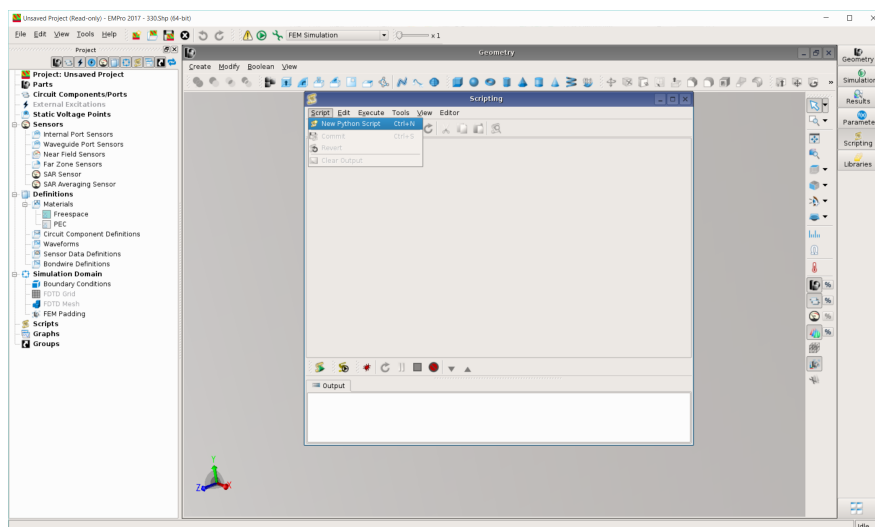 Unsaved Project (Read-only) - EMPro 2017 - 330.Shp (64-bit)
File Edit View Tools Help
FEM Simulation
x 1
Project
Project: Unsaved Project
Parts
Circuit Components/Ports
External Excitations
Static Voltage Points
Sensors
Internal Port Sensors
Waveguide Port Sensors
Near Field Sensors
Far Zone Sensors
SAR Sensor
SAR Averaging Sensor
Definitions
Materials
Freespace
PEC
Circuit Component Definitions
Waveforms
Sensor Data Definitions
Bondwire Definitions
Simulation Domain
Boundary Conditions
FDTD Grid
FDTD Mesh
FEM Padding
Scripts
Graphs
Groups
Geometry
Create Modify Boolean View
Scripting
Script Edit Execute Tools View Editor
New Python Script Ctrl+N
Commit Ctrl+S
Revert
Clear Output
Output
Y
Z X
Geometry
Simulation
Results
Paramete
Scripting
Libraries
Idle